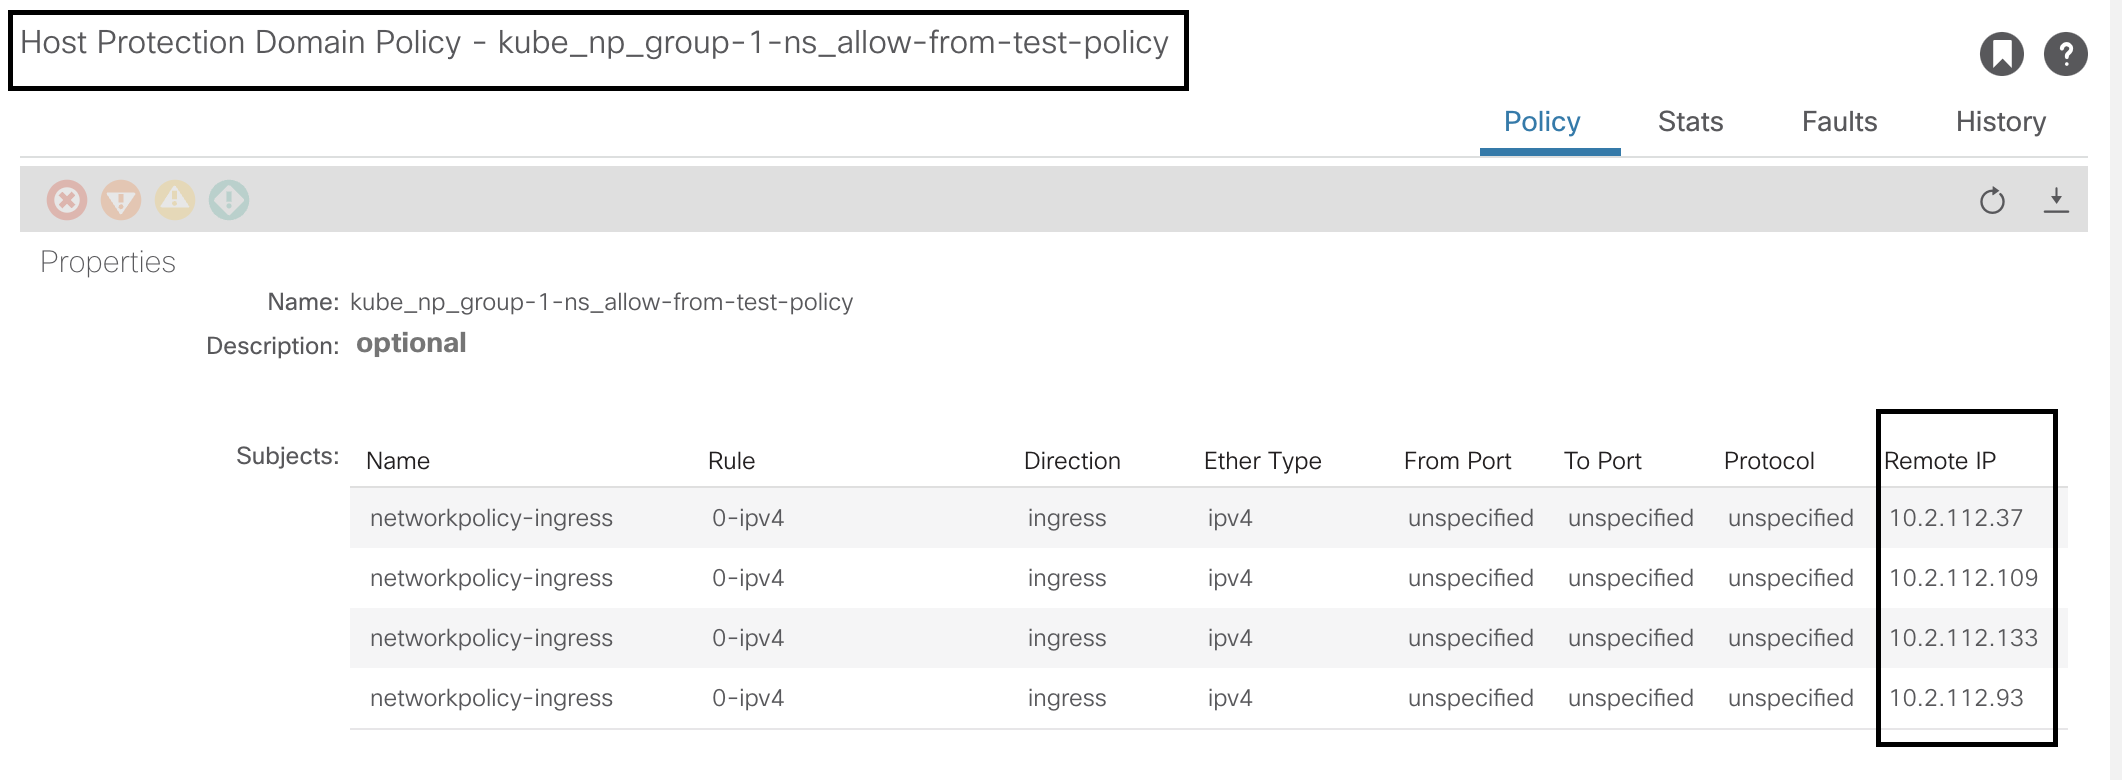 Host Protection Domain Policy - kube_np_group-1-ns_allow-from-test-policy
Policy Stats Faults History
Properties
Name: kube_np_group-1-ns_allow-from-test-policy
Description: optional
Subjects: Name Rule Direction Ether Type From Port To Port Protocol Remote IP
networkpolicy-ingress 0-ipv4 ingress ipv4 unspecified unspecified unspecified 10.2.112.37
networkpolicy-ingress 0-ipv4 ingress ipv4 unspecified unspecified unspecified 10.2.112.109
networkpolicy-ingress 0-ipv4 ingress ipv4 unspecified unspecified unspecified 10.2.112.133
networkpolicy-ingress 0-ipv4 ingress ipv4 unspecified unspecified unspecified 10.2.112.93